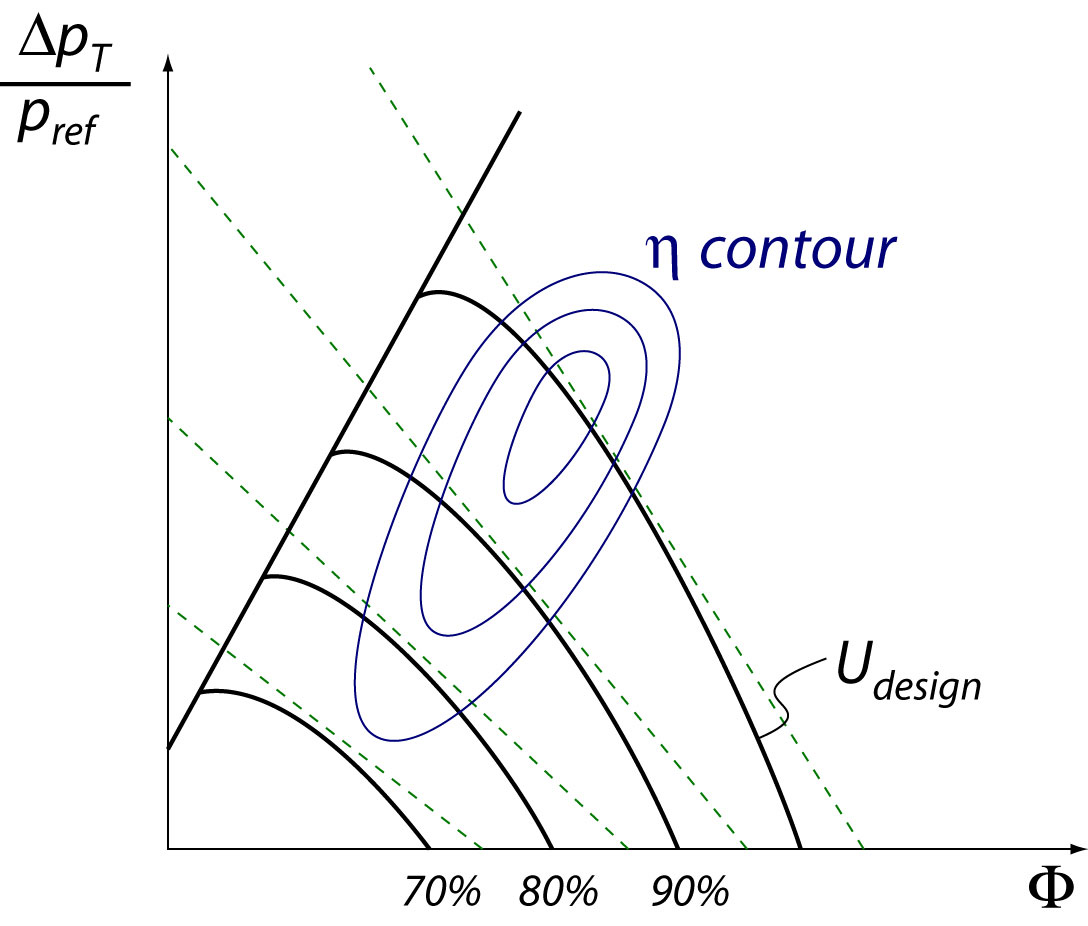 Δp_T
p_ref
η contour
U_design
70% 80% 90%
Φ